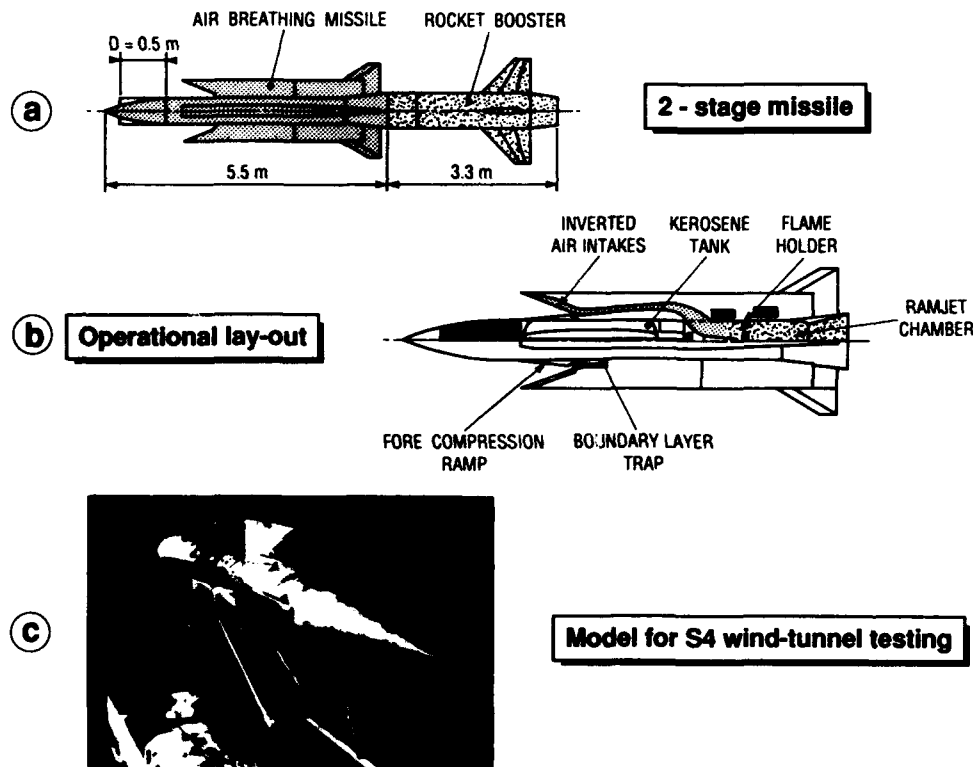 AIR BREATHING MISSILE
ROCKET BOOSTER
D = 0.5 m
a
2 - stage missile
5.5 m
3.3 m
INVERTED
AIR INTAKES
KEROSENE
TANK
FLAME
HOLDER
RAMJET
CHAMBER
b
Operational lay-out
FORE COMPRESSION
RAMP
BOUNDARY LAYER
TRAP
c
Model for S4 wind-tunnel testing